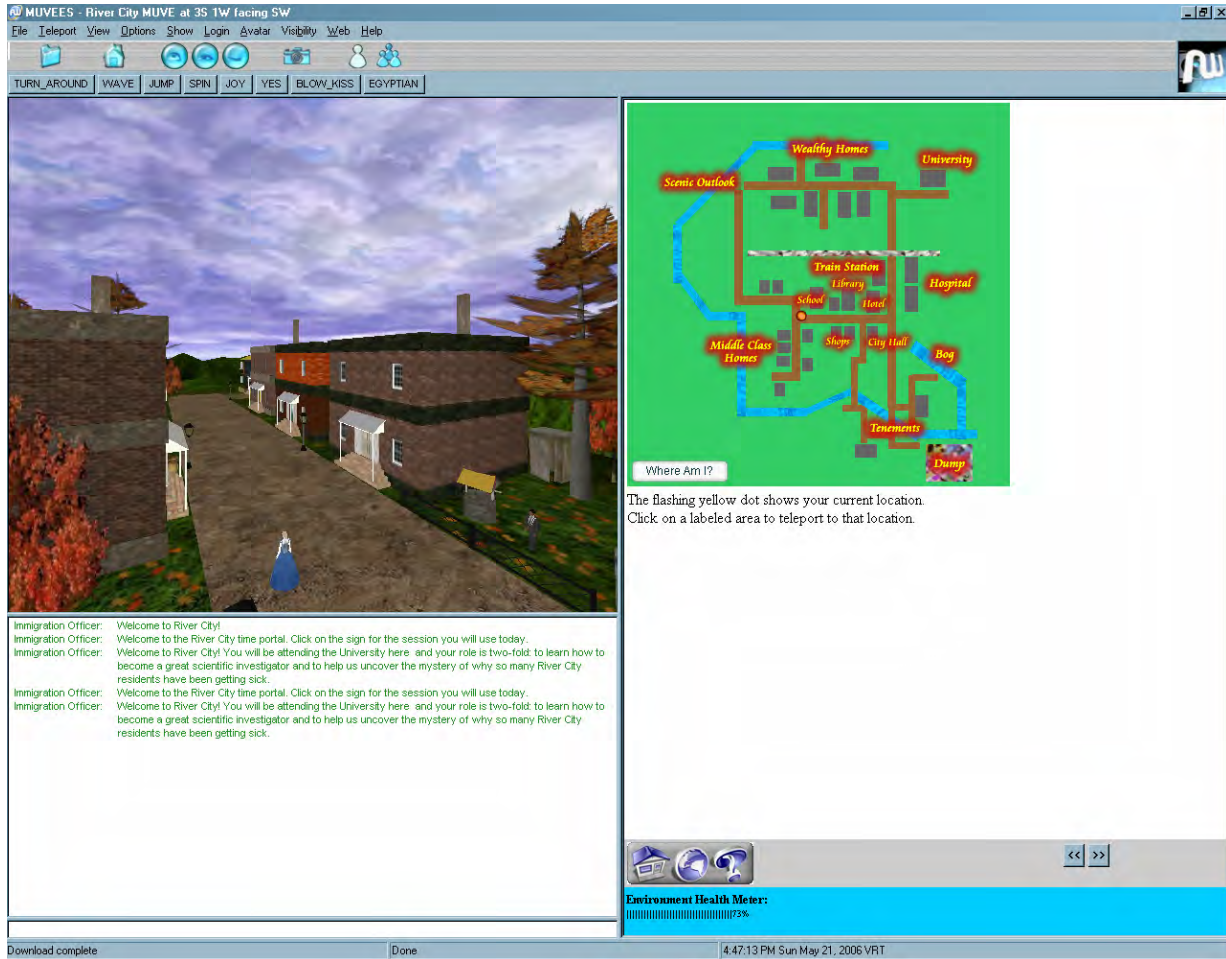 MUVEES - River City MUVE at 3S 1W facing SW
File Teleport View Options Show Login Avatar Visibility Web Help
TURN_AROUND WAVE JUMP SPIN JOY YES BLOW_KISS EGYPTIAN
Wealthy Homes
University
Scenic Outlook
Train Station
Library
Hospital
School
Hotel
Middle Class
Homes
Shops
City Hall
Bog
Tenements
Dump
Where Am I?
The flashing yellow dot shows your current location.
Click on a labeled area to teleport to that location.
Immigration Officer: Welcome to River City!
Immigration Officer: Welcome to the River City time portal. Click on the sign for the session you will use today.
Immigration Officer: Welcome to River City! You will be attending the University here and your role is two-fold: to learn how to
become a great scientific investigator and to help us uncover the mystery of why so many River City
residents have been getting sick.
Immigration Officer: Welcome to the River City time portal. Click on the sign for the session you will use today.
Immigration Officer: Welcome to River City! You will be attending the University here and your role is two-fold: to learn how to
become a great scientific investigator and to help us uncover the mystery of why so many River City
residents have been getting sick.
<< >>
Environment Health Meter:
73%
Download complete
Done
4:47:13 PM Sun May 21, 2006 VRT